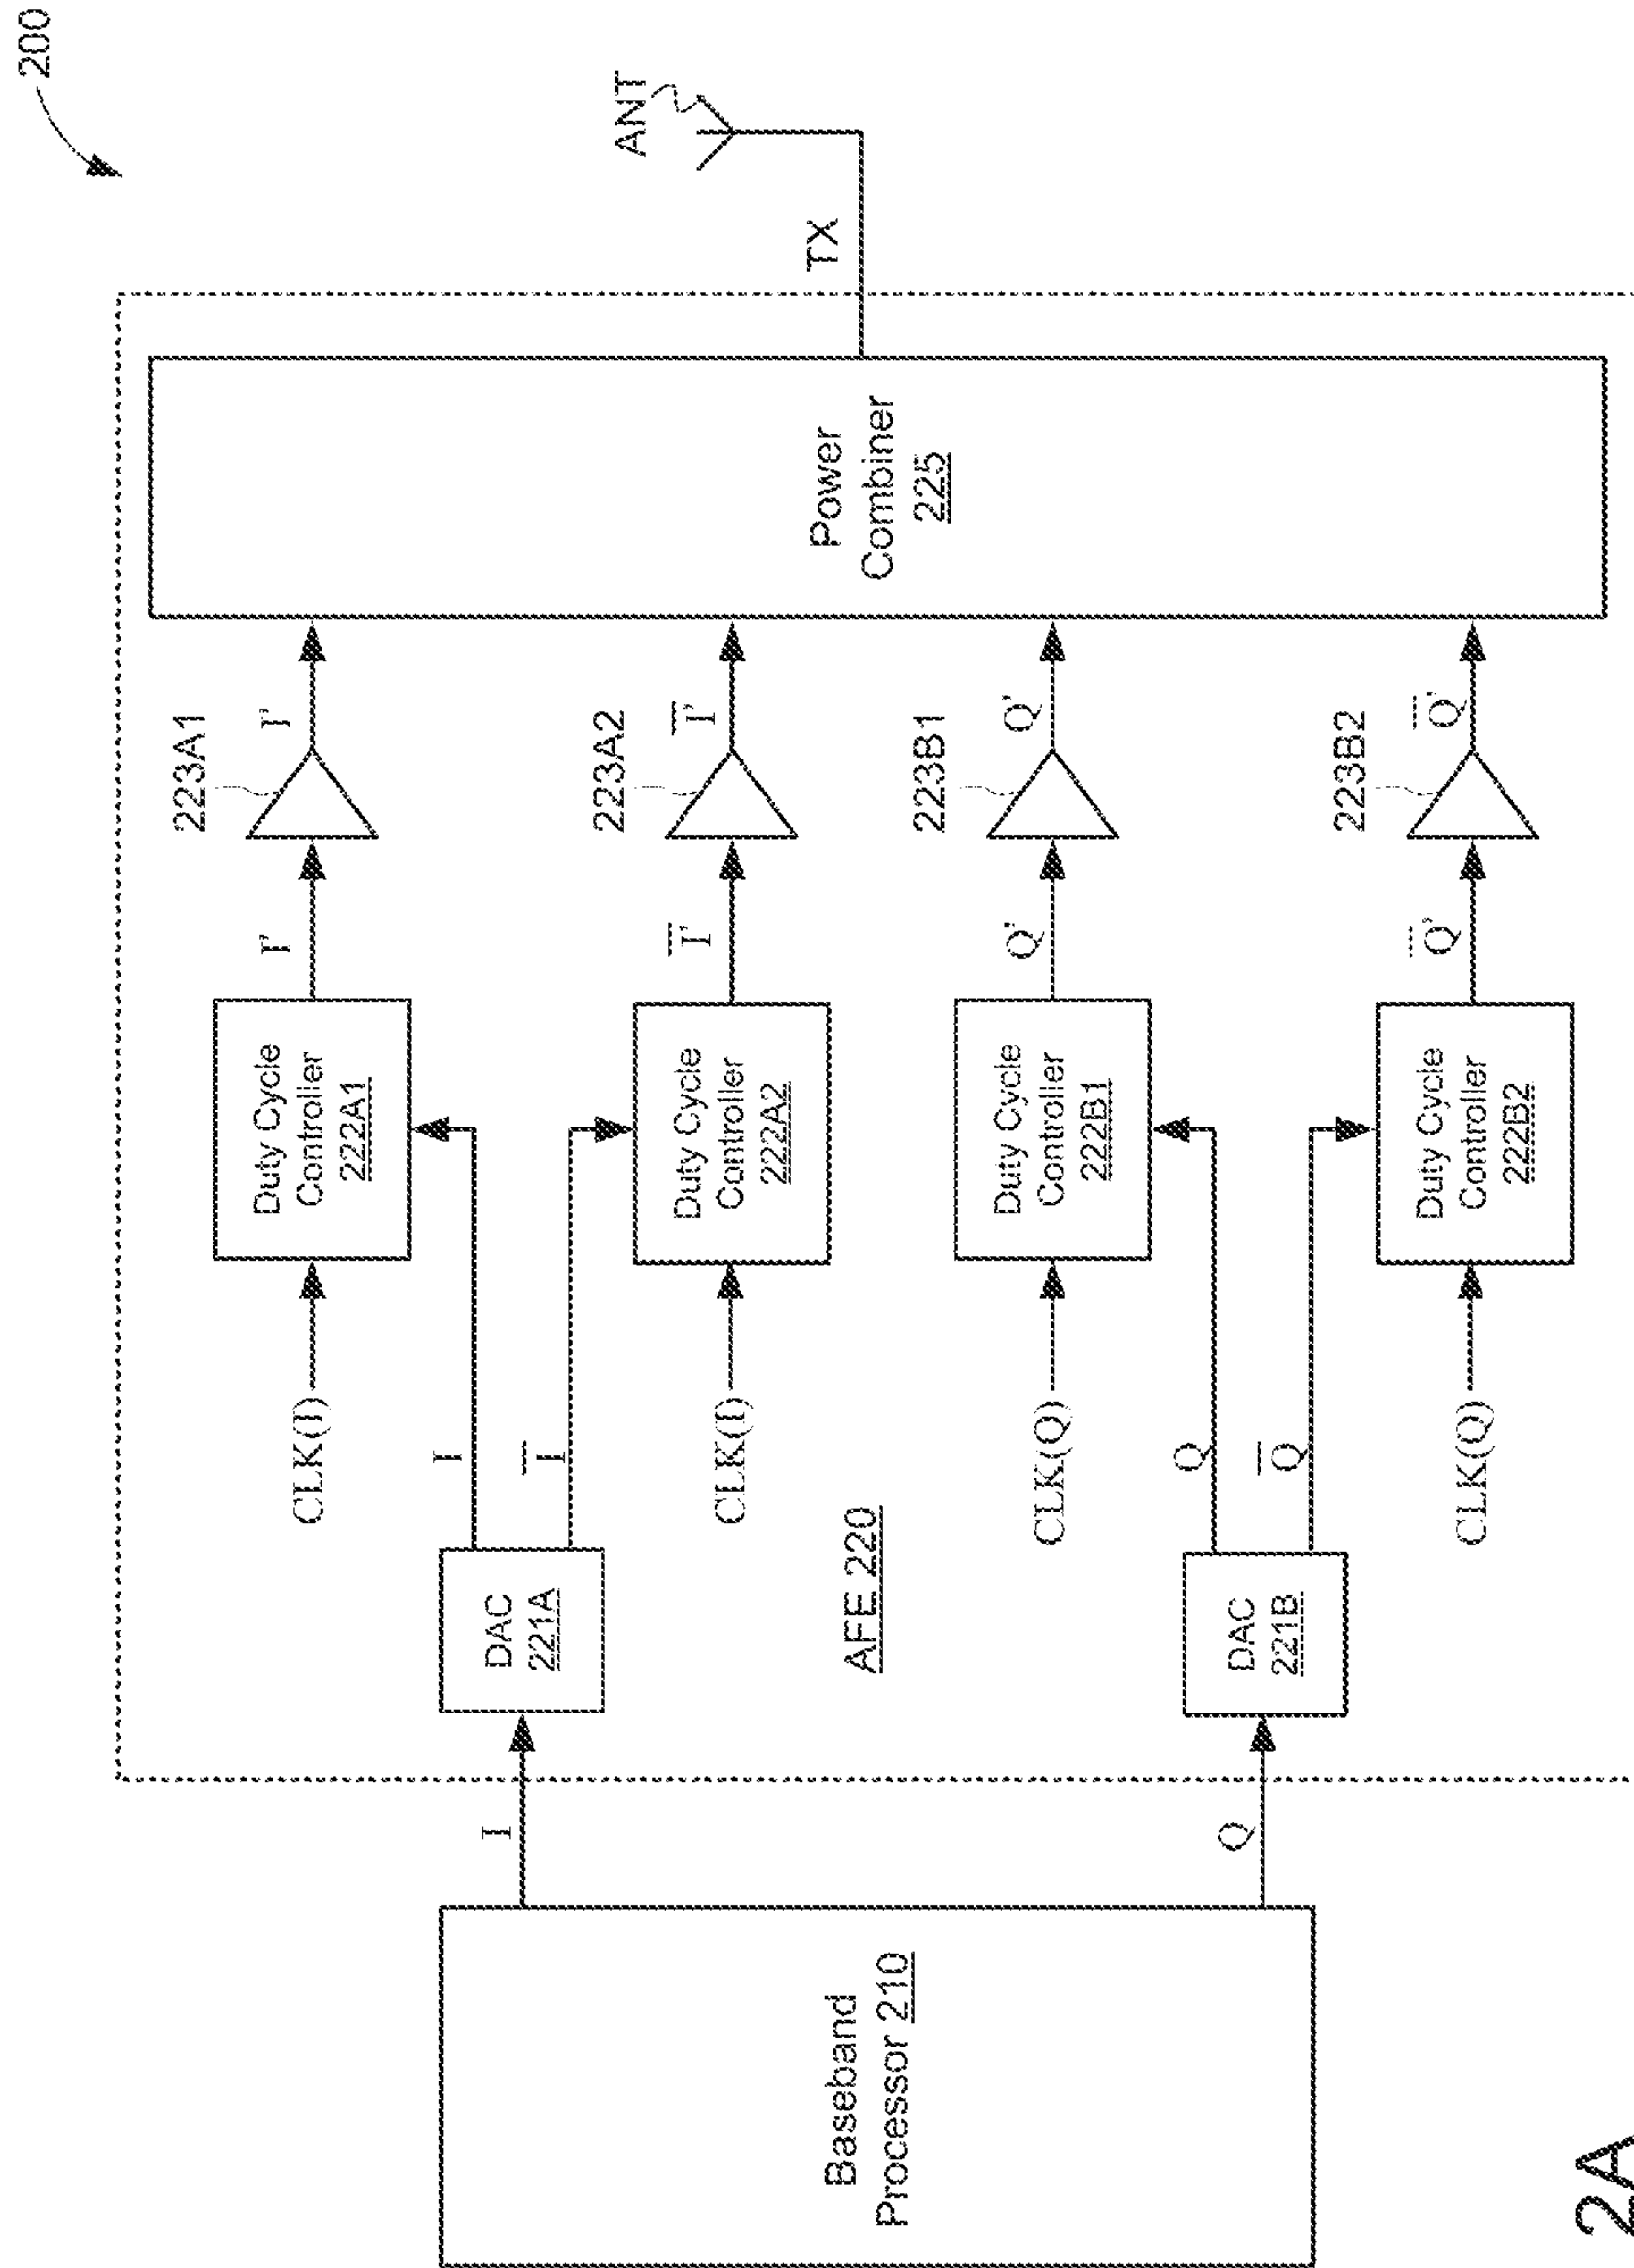 200
223A1
Duty Cycle
Controller
222A1
I'
I'
CLK(I)
I
I̅
I
DAC
221A
223A2
ANT
Duty Cycle
Controller
222A2
I̅'
I̅'
CLK(I)
TX
Baseband
Processor 210
AFE 220
Power
Combiner
225
223B1
Duty Cycle
Controller
222B1
Q'
Q'
CLK(Q)
Q
Q̅
Q
DAC
221B
223B2
Duty Cycle
Controller
222B2
Q̅'
Q̅'
CLK(Q)
2A